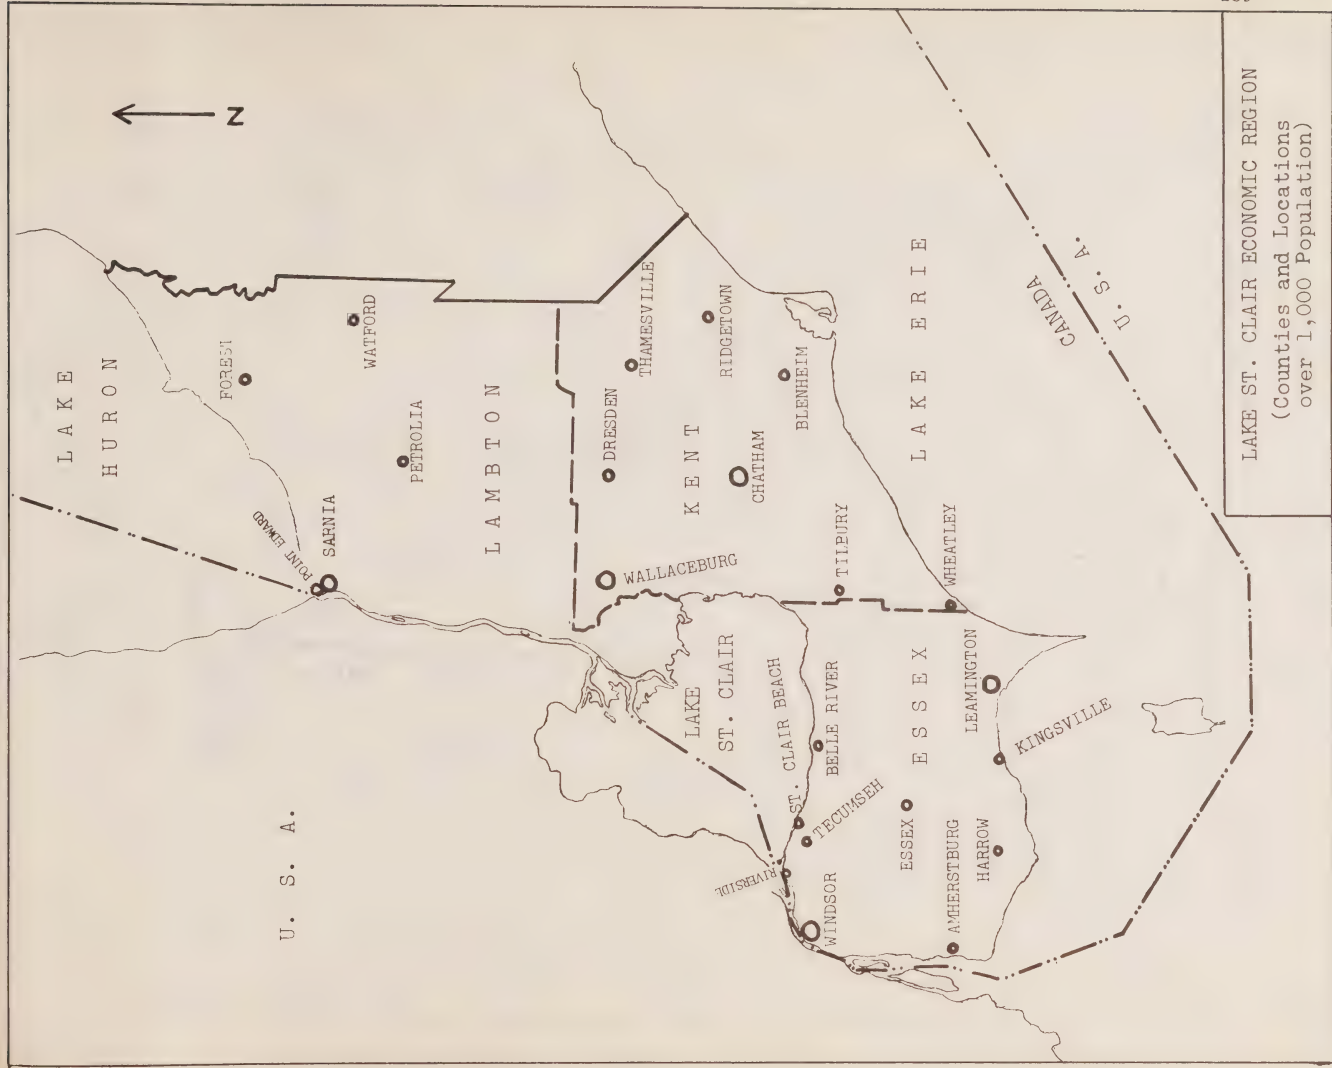 LAKE
HURON
N
FOREST
WATFORD
POINT EDWARD
SARNIA
PETROLIA
LAMBTON
U. S. A.
DRESDEN
THAMESVILLE
WALLACEBURG
KENT
RIDGETOWN
CHATHAM
BLENHEIM
LAKE
ST. CLAIR
TILBURY
LAKE ERIE
WHEATLEY
ST. CLAIR BEACH
BELLE RIVER
TECUMSEH
RIVERSIDE
WINDSOR
ESSEX
ESSEX
LEAMINGTON
KINGSVILLE
AMHERSTBURG
HARROW
CANADA
U. S. A.
LAKE ST. CLAIR ECONOMIC REGION
(Counties and Locations
over 1,000 Population)